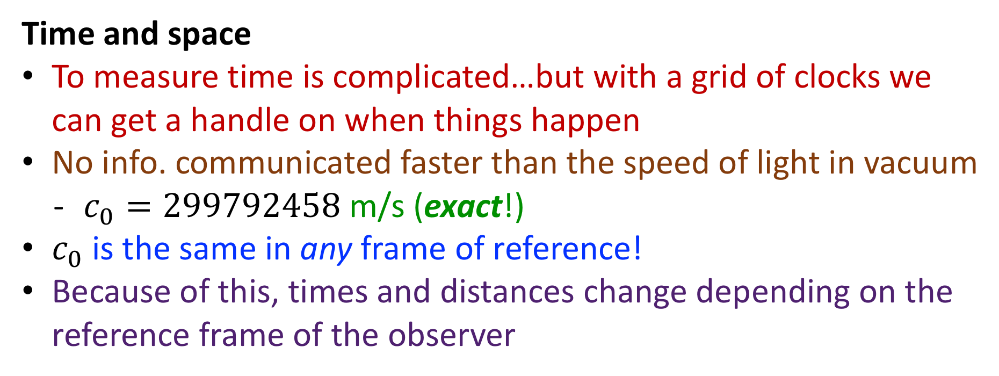 Time and space
• To measure time is complicated...but with a grid of clocks we
can get a handle on when things happen
• No info. communicated faster than the speed of light in vacuum
- c₀ = 299792458 m/s (exact!)
• c₀ is the same in any frame of reference!
• Because of this, times and distances change depending on the
reference frame of the observer